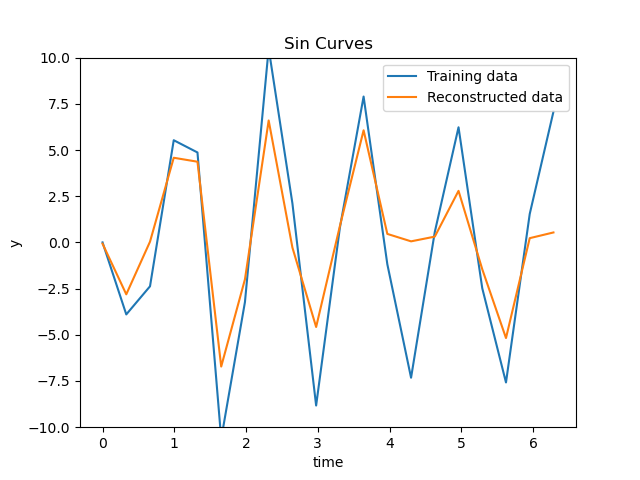 Sin Curves
Training data
Reconstructed data
10.0
7.5
5.0
2.5
0.0
−2.5
−5.0
−7.5
−10.0
y
0 1 2 3 4 5 6
time